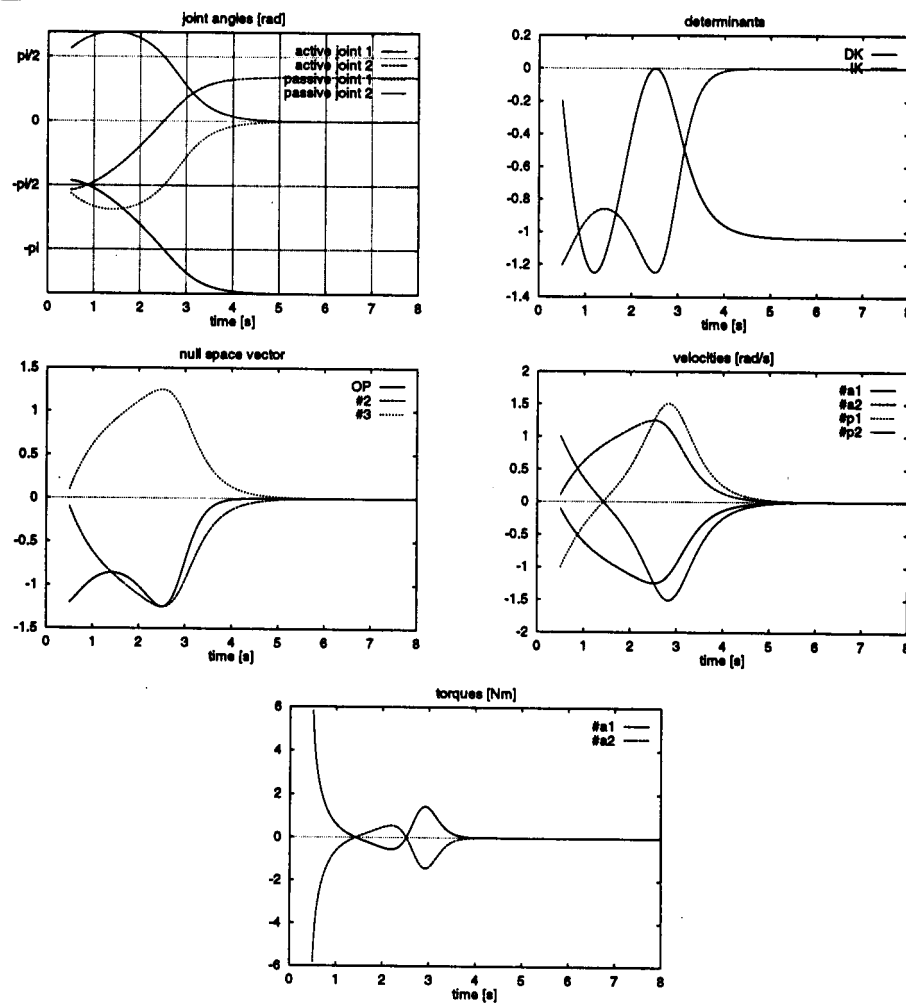 joint angles [rad]
pi/2
0
-pi/2
-pi
active joint 1
active joint 2
passive joint 1
passive joint 2
0 1 2 3 4 5 6 7 8
time [s]
determinants
0.2
0
-0.2
-0.4
-0.6
-0.8
-1
-1.2
-1.4
DK
IK
0 1 2 3 4 5 6 7 8
time [s]
null space vector
1.5
1
0.5
0
-0.5
-1
-1.5
OP
#2
#3
0 1 2 3 4 5 6 7 8
time [s]
velocities [rad/s]
2
1.5
1
0.5
0
-0.5
-1
-1.5
-2
#a1
#a2
#p1
#p2
0 1 2 3 4 5 6 7 8
time [s]
torques [Nm]
6
4
2
0
-2
-4
-6
#a1
#a2
0 1 2 3 4 5 6 7 8
time [s]